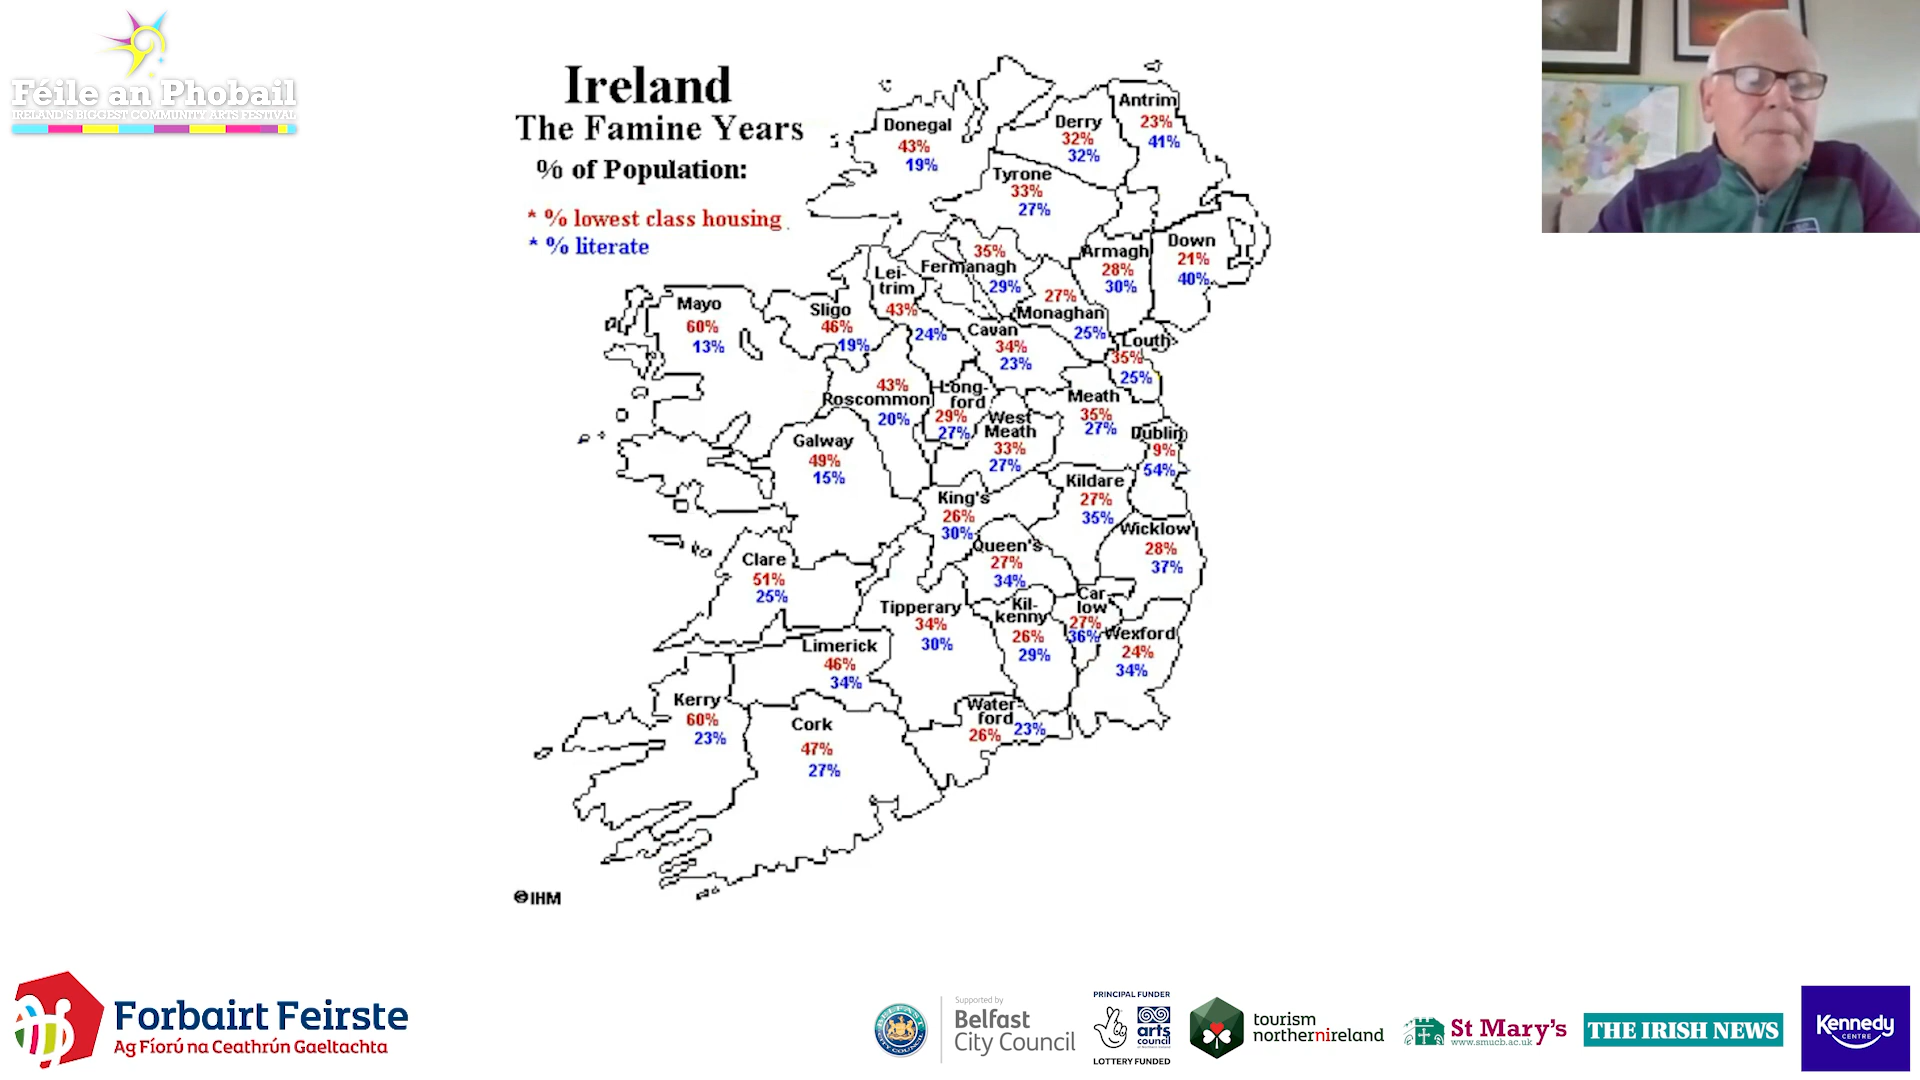 Féile an Phobail
IRELAND'S BIGGEST COMMUNITY ARTS FESTIVAL
Ireland
The Famine Years
% of Population:
* % lowest class housing
* % literate
Donegal
43%
19%
Derry
32%
32%
Antrim
23%
41%
Tyrone
33%
27%
35%
Fermanagh
29%
Armagh
28%
30%
Down
21%
40%
Lei-
trim
43%
24%
27%
Monaghan
25%
Mayo
60%
13%
Sligo
46%
19%
Cavan
34%
23%
Louth
35%
25%
43%
Roscommon
20%
Long-
ford
29%
27%
West
Meath
33%
27%
Meath
35%
27%
Dublin
9%
54%
Galway
49%
15%
King's
26%
30%
Kildare
27%
35%
Queen's
27%
34%
Wicklow
28%
37%
Clare
51%
25%
Tipperary
34%
30%
Kil-
kenny
26%
29%
Car-
low
27%
36%
Wexford
24%
34%
Limerick
46%
34%
Kerry
60%
23%
Cork
47%
27%
Water-
ford
26%
23%
©IHM
Forbairt Feirste
Ag Fíorú na Ceathrún Gaeltachta
BELFAST
CITY COUNCIL
Supported by
Belfast
City Council
PRINCIPAL FUNDER
arts
council
LOTTERY FUNDED
tourism
northernireland
St Mary's
www.smucb.ac.uk
THE IRISH NEWS
Kennedy
CENTRE